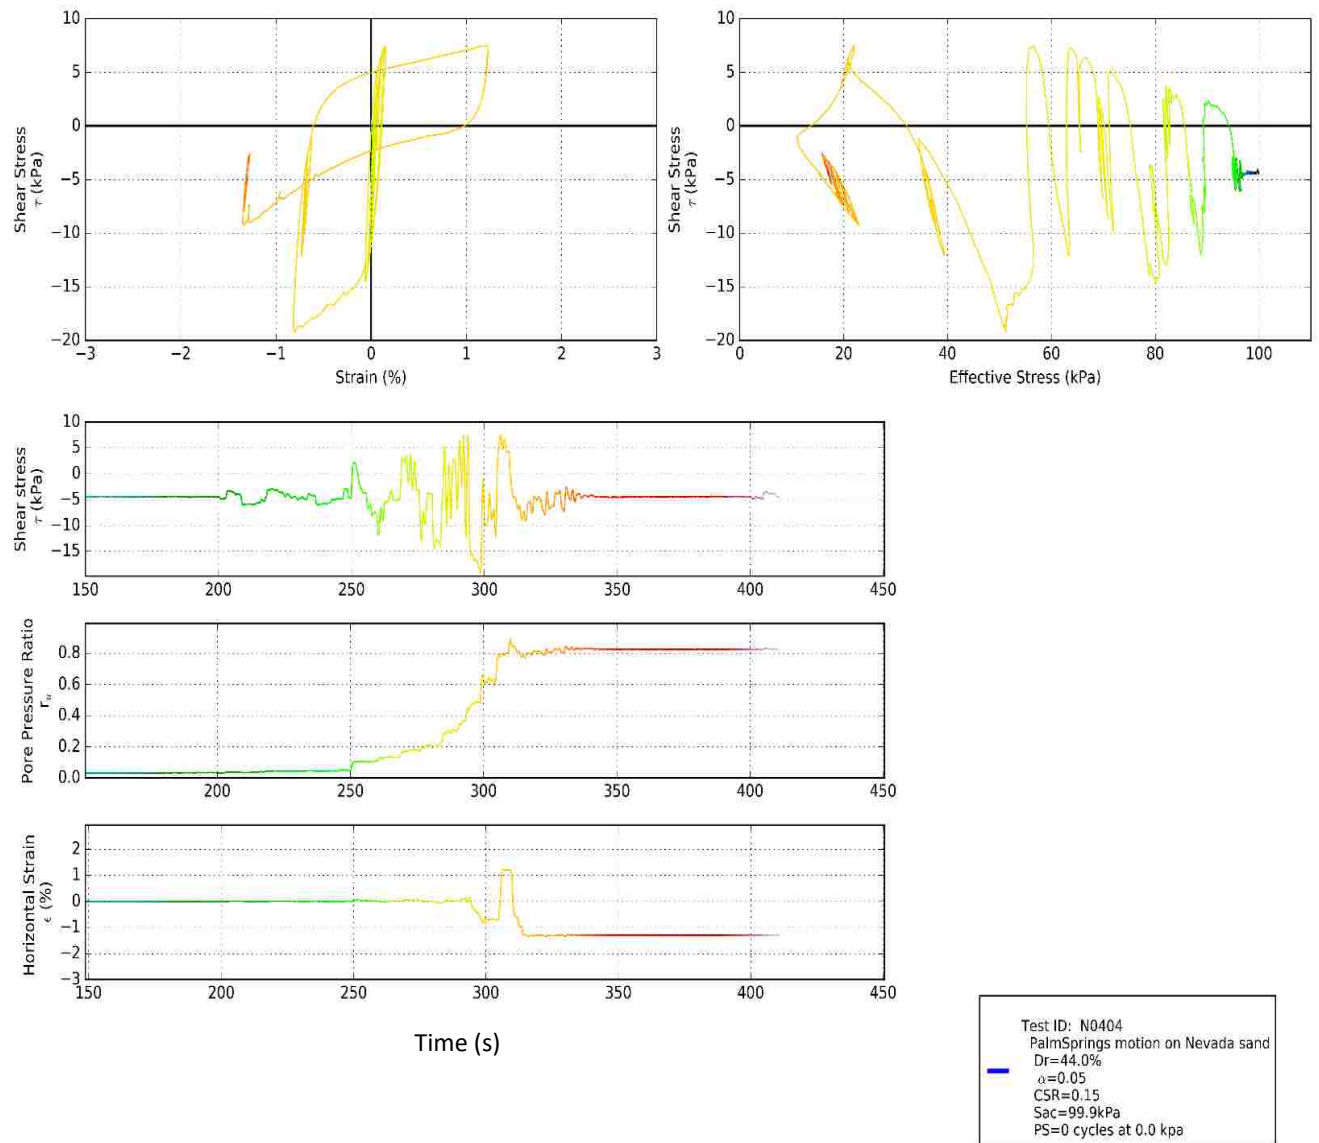 10
5
0
−5
−10
−15
−20
Shear Stress
τ (kPa)
−3 −2 −1 0 1 2 3
Strain (%)
10
5
0
−5
−10
−15
−20
Shear Stress
τ (kPa)
0 20 40 60 80 100
Effective Stress (kPa)
10
5
0
−5
−10
−15
Shear stress
τ (kPa)
150 200 250 300 350 400 450
0.8
0.6
0.4
0.2
0.0
Pore Pressure Ratio
r_u
200 250 300 350 400 450
2
1
0
−1
−2
−3
Horizontal Strain
ϵ (%)
150 200 250 300 350 400 450
Time (s)
Test ID: N0404
PalmSprings motion on Nevada sand
Dr=44.0%
α=0.05
CSR=0.15
Sac=99.9kPa
PS=0 cycles at 0.0 kpa